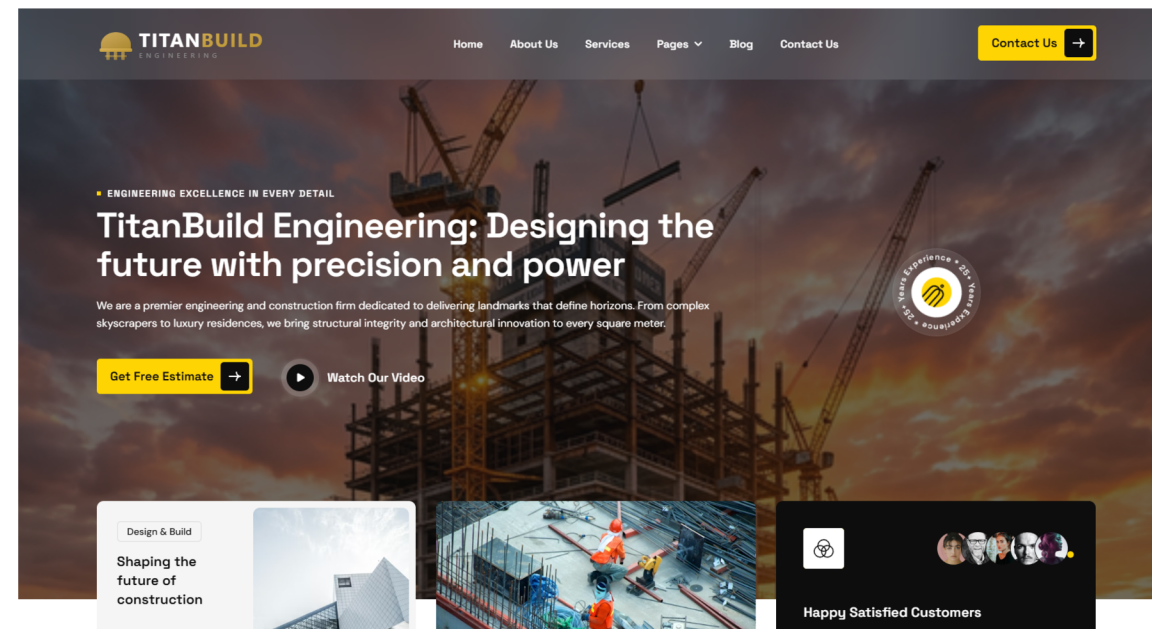 TITANBUILD
ENGINEERING
Home
About Us
Services
Pages
Blog
Contact Us
Contact Us
ENGINEERING EXCELLENCE IN EVERY DETAIL
TitanBuild Engineering: Designing the
future with precision and power
We are a premier engineering and construction firm dedicated to delivering landmarks that define horizons. From complex
skyscrapers to luxury residences, we bring structural integrity and architectural innovation to every square meter.
Get Free Estimate
Watch Our Video
25+ Years Experience * 25+ Years Experience *
Design & Build
Shaping the
future of
construction
Happy Satisfied Customers